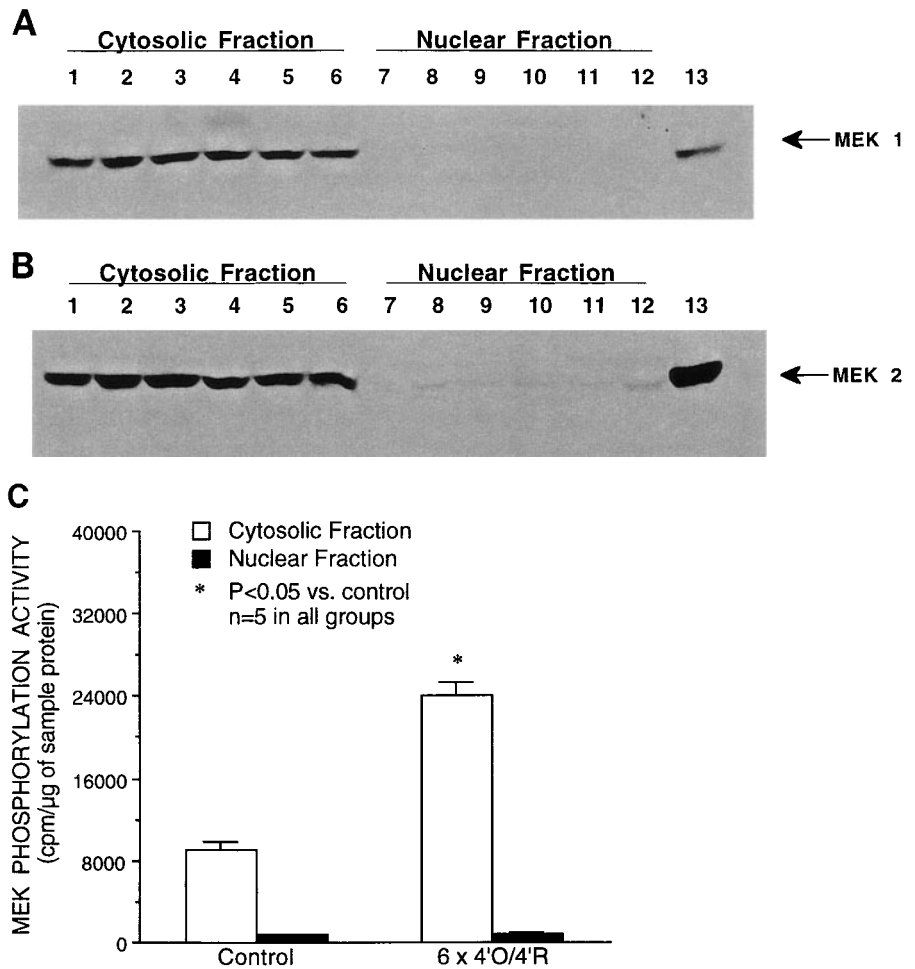 A
Cytosolic Fraction Nuclear Fraction
1 2 3 4 5 6 7 8 9 10 11 12 13
MEK 1
B
Cytosolic Fraction Nuclear Fraction
1 2 3 4 5 6 7 8 9 10 11 12 13
MEK 2
C
MEK PHOSPHORYLATION ACTIVITY
(cpm/µg of sample protein)
40000
32000
24000
16000
8000
0
Cytosolic Fraction
Nuclear Fraction
* P<0.05 vs. control
n=5 in all groups
*
Control 6 x 4'O/4'R